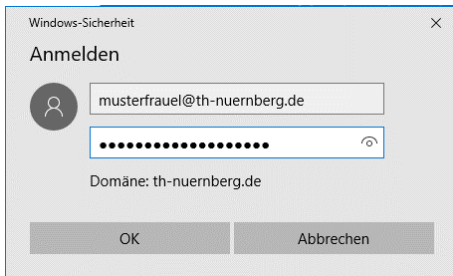 Windows-Sicherheit
Anmelden
musterfrauel@th-nuernberg.de
●●●●●●●●●●●●●●●●●●●
Domäne: th-nuernberg.de
OK
Abbrechen